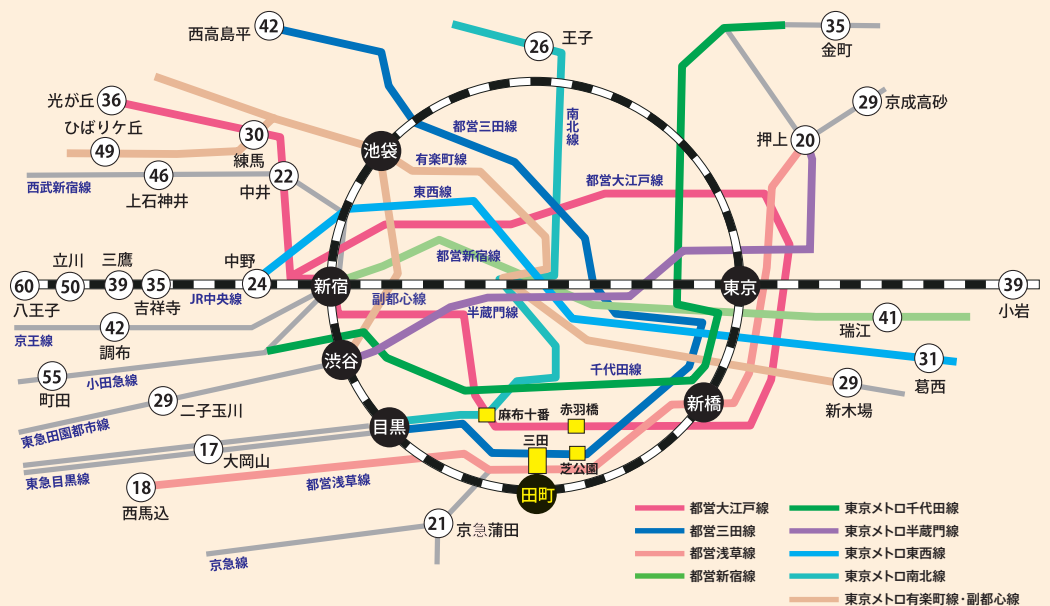 西高島平
42
26
王子
35
金町
29
京成高砂
光が丘
36
ひばりケ丘
49
30
練馬
池袋
都営三田線
南北線
押上
20
有楽町線
都営大江戸線
西武新宿線
46
上石神井
22
中井
東西線
中野
24
都営新宿線
60
八王子
立川
50
三鷹
39
35
吉祥寺
JR中央線
新宿
副都心線
半蔵門線
東京
39
小岩
京王線
42
調布
瑞江
41
55
町田
小田急線
渋谷
千代田線
31
葛西
29
新木場
29
二子玉川
東急田園都市線
目黒
麻布十番
赤羽橋
新橋
17
大岡山
東急目黒線
三田
芝公園
18
西馬込
都営浅草線
田町
21
京急蒲田
京急線
都営大江戸線
都営三田線
都営浅草線
都営新宿線
東京メトロ千代田線
東京メトロ半蔵門線
東京メトロ東西線
東京メトロ南北線
東京メトロ有楽町線・副都心線